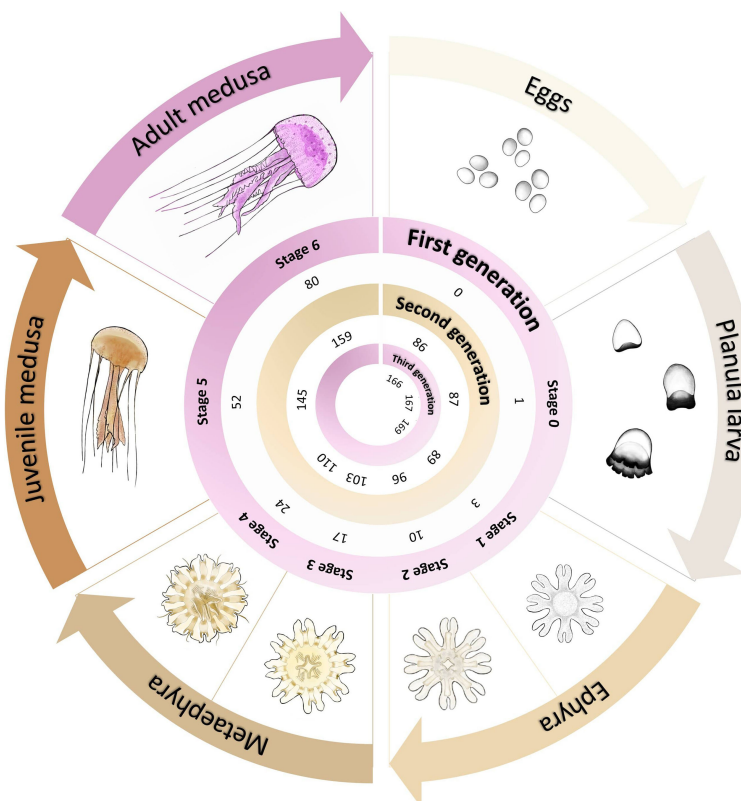 Eggs
Planula larva
Ephyra
Metaephyra
Juvenile medusa
Adult medusa
First generation
Stage 0
Stage 1
Stage 2
Stage 3
Stage 4
Stage 5
Stage 6
0
1
3
10
17
24
52
80
Second generation
86
87
89
96
103
110
145
159
Third generation
166
167
169